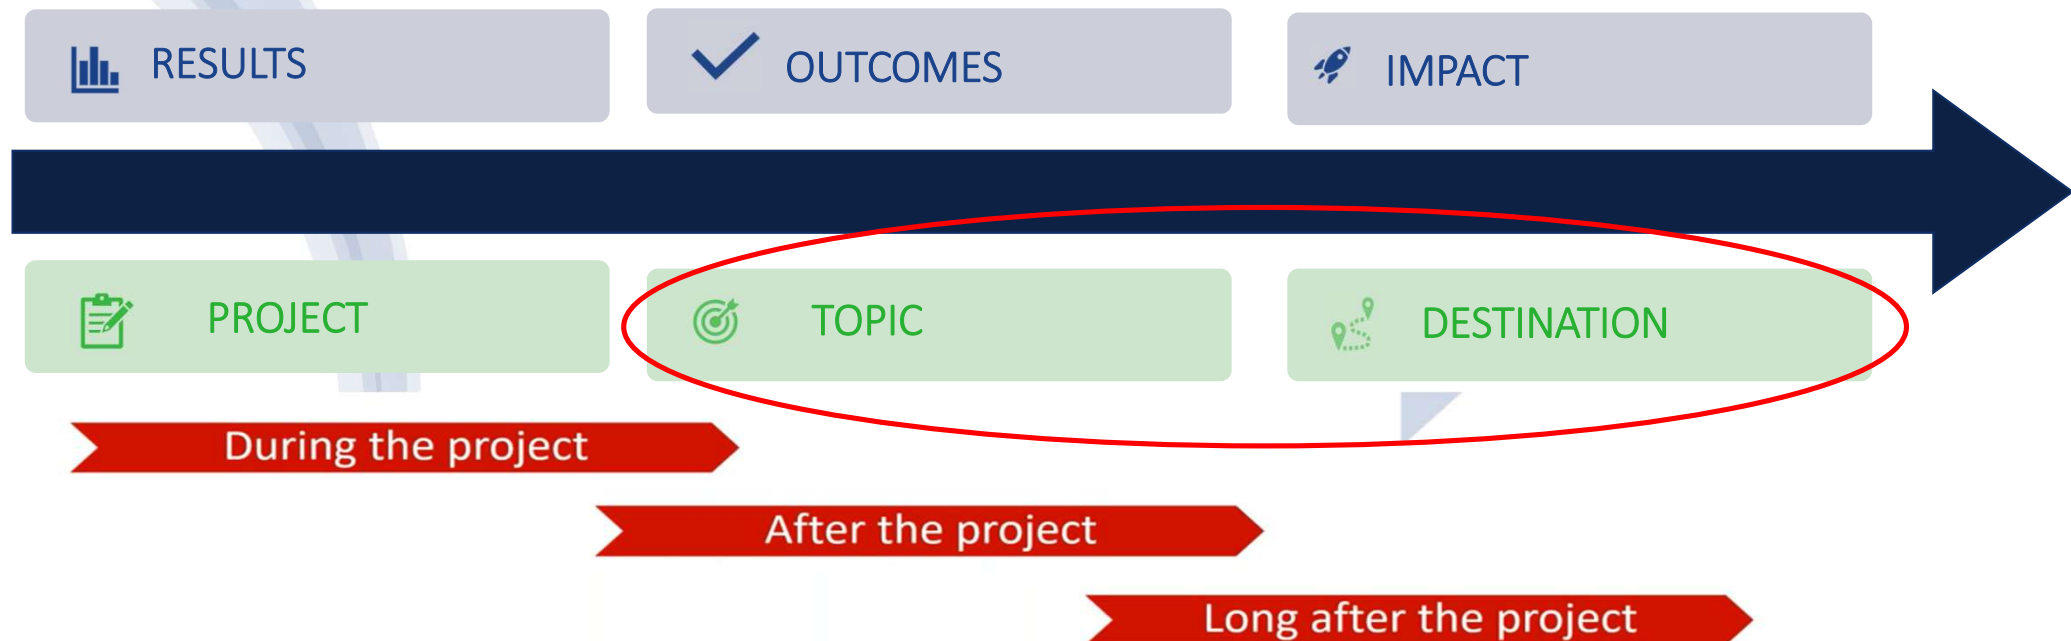 RESULTS
OUTCOMES
IMPACT
PROJECT
TOPIC
DESTINATION
During the project
After the project
Long after the project